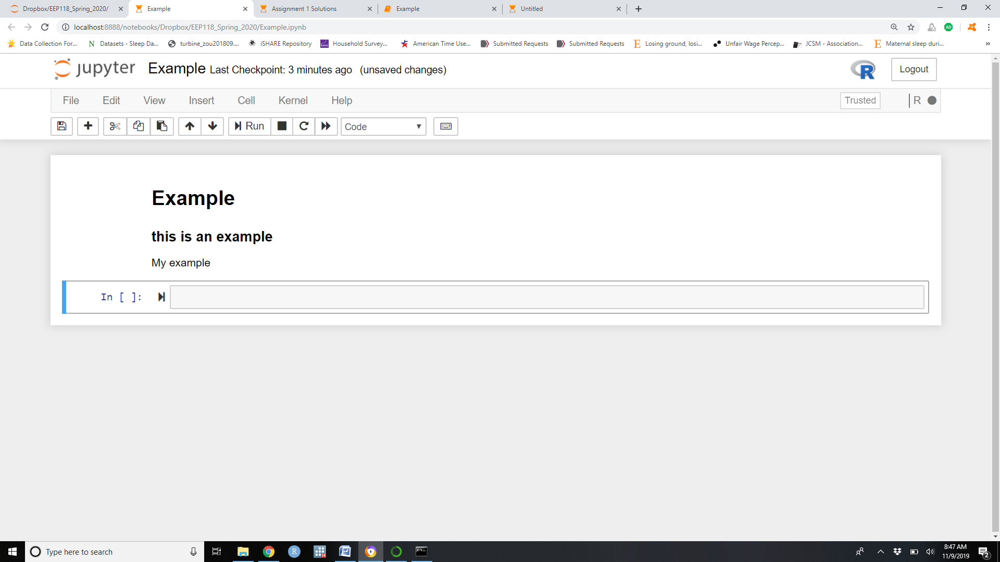 Dropbox/EEP118_Spring_2020/
Example
Assignment 1 Solutions
Example
Untitled
localhost:8888/notebooks/Dropbox/EEP118_Spring_2020/Example.ipynb
AD
Data Collection For...
N Datasets - Sleep Da...
turbine_zou201809....
iSHARE Repository
RAND Household Survey...
American Time Use...
Submitted Requests
Submitted Requests
E Losing ground, losi...
Unfair Wage Percep...
JCSM - Association...
E Maternal sleep duri...
»
jupyter Example Last Checkpoint: 3 minutes ago (unsaved changes)
R
Logout
File Edit View Insert Cell Kernel Help
Trusted
R
Run
Code
Example
this is an example
My example
In [ ]:
Type here to search
R
14
W
8:47 AM
11/9/2019
2